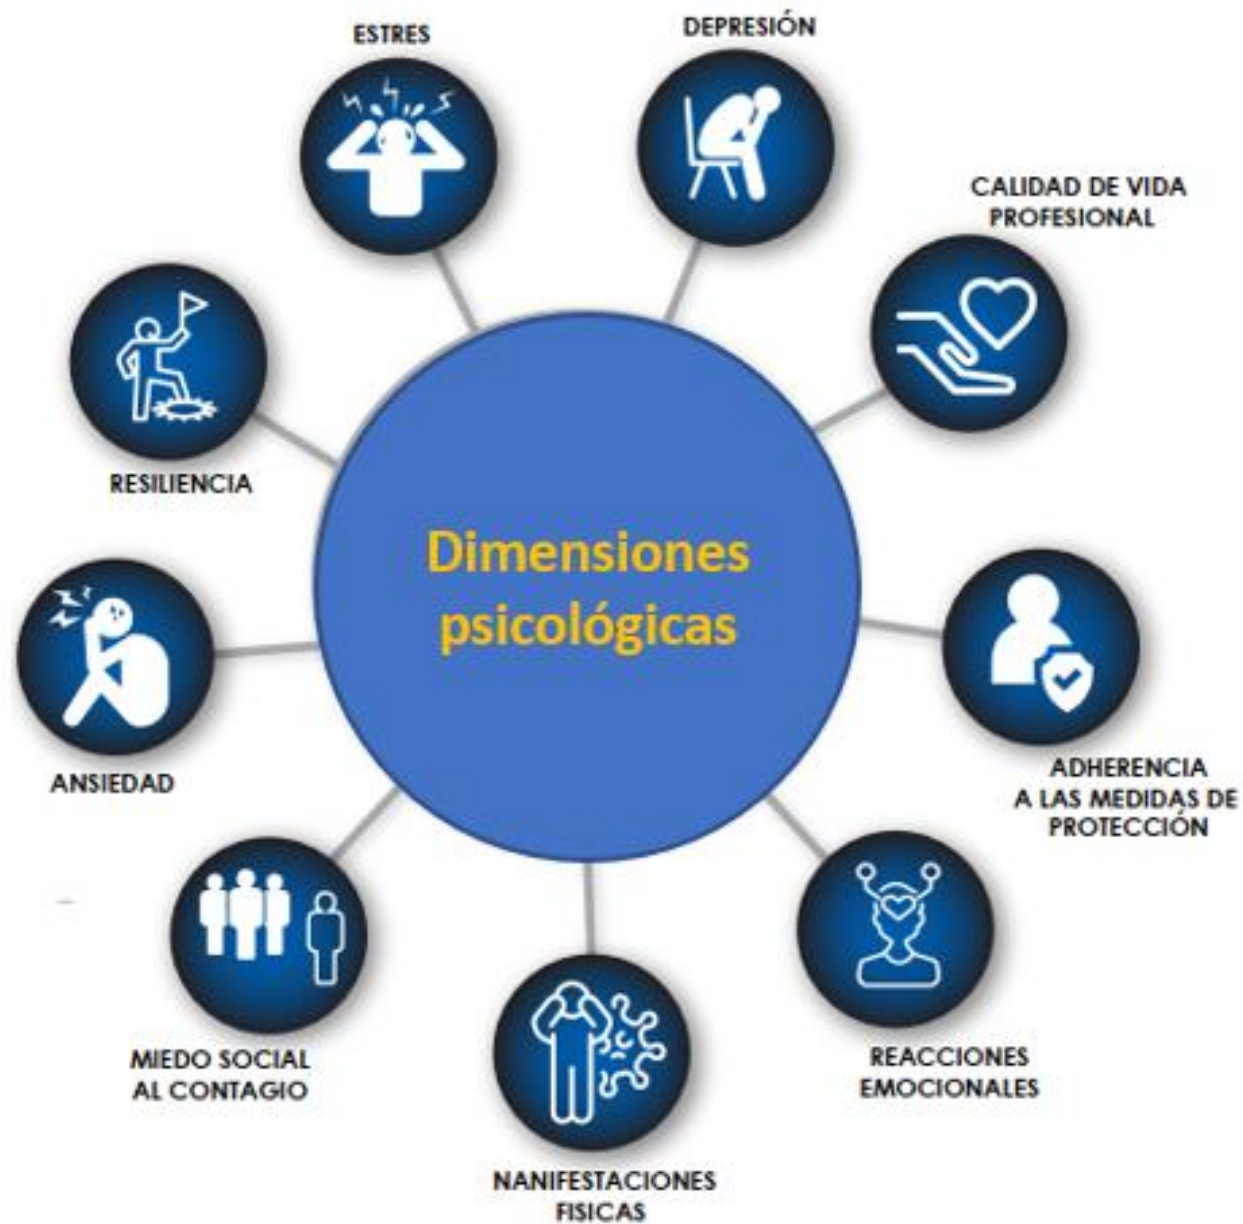 ESTRES
DEPRESIÓN
CALIDAD DE VIDA
PROFESIONAL
RESILIENCIA
Dimensiones
psicológicas
ANSIEDAD
ADHERENCIA
A LAS MEDIDAS DE
PROTECCIÓN
MIEDO SOCIAL
AL CONTAGIO
REACCIONES
EMOCIONALES
NANIFESTACIONES
FISICAS